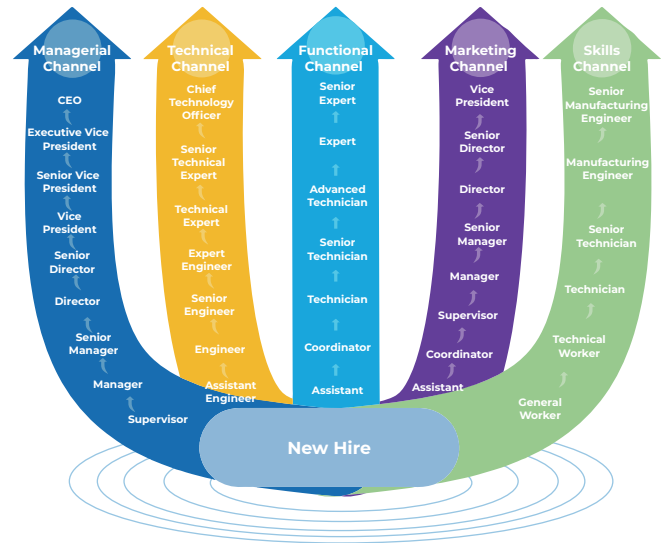 Managerial
Channel
CEO
Executive Vice
President
Senior Vice
President
Vice
President
Senior
Director
Director
Senior
Manager
Manager
Supervisor
Technical
Channel
Chief
Technology
Officer
Senior
Technical
Expert
Technical
Expert
Expert
Engineer
Senior
Engineer
Engineer
Assistant
Engineer
Functional
Channel
Senior
Expert
Expert
Advanced
Technician
Senior
Technician
Technician
Coordinator
Assistant
Marketing
Channel
Vice
President
Senior
Director
Director
Senior
Manager
Manager
Supervisor
Coordinator
Assistant
Skills
Channel
Senior
Manufacturing
Engineer
Manufacturing
Engineer
Senior
Technician
Technician
Technical
Worker
General
Worker
New Hire